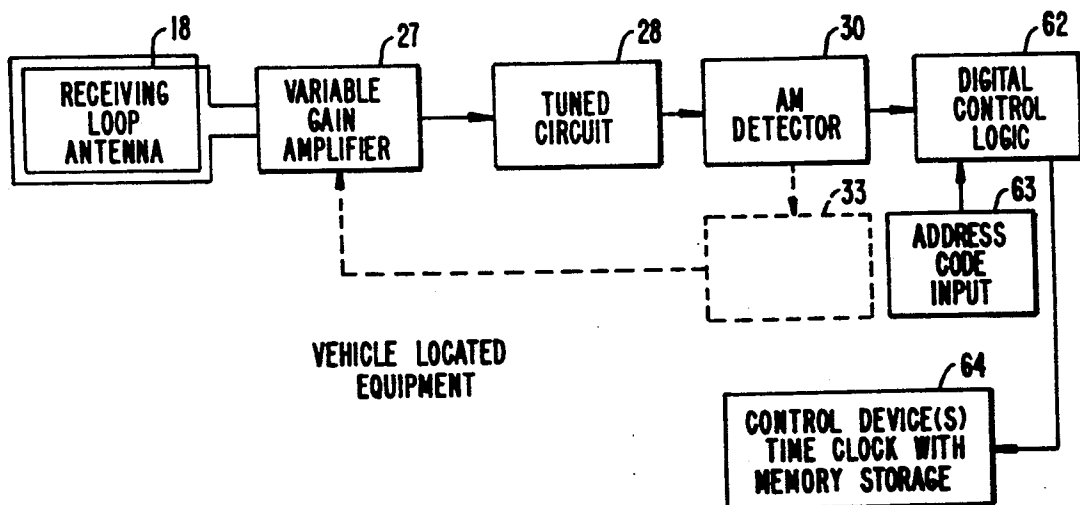 18
27
28
30
62
RECEIVING
LOOP
ANTENNA
VARIABLE
GAIN
AMPLIFIER
TUNED
CIRCUIT
AM
DETECTOR
DIGITAL
CONTROL
LOGIC
33
63
ADDRESS
CODE
INPUT
VEHICLE LOCATED
EQUIPMENT
64
CONTROL DEVICE(S)
TIME CLOCK WITH
MEMORY STORAGE